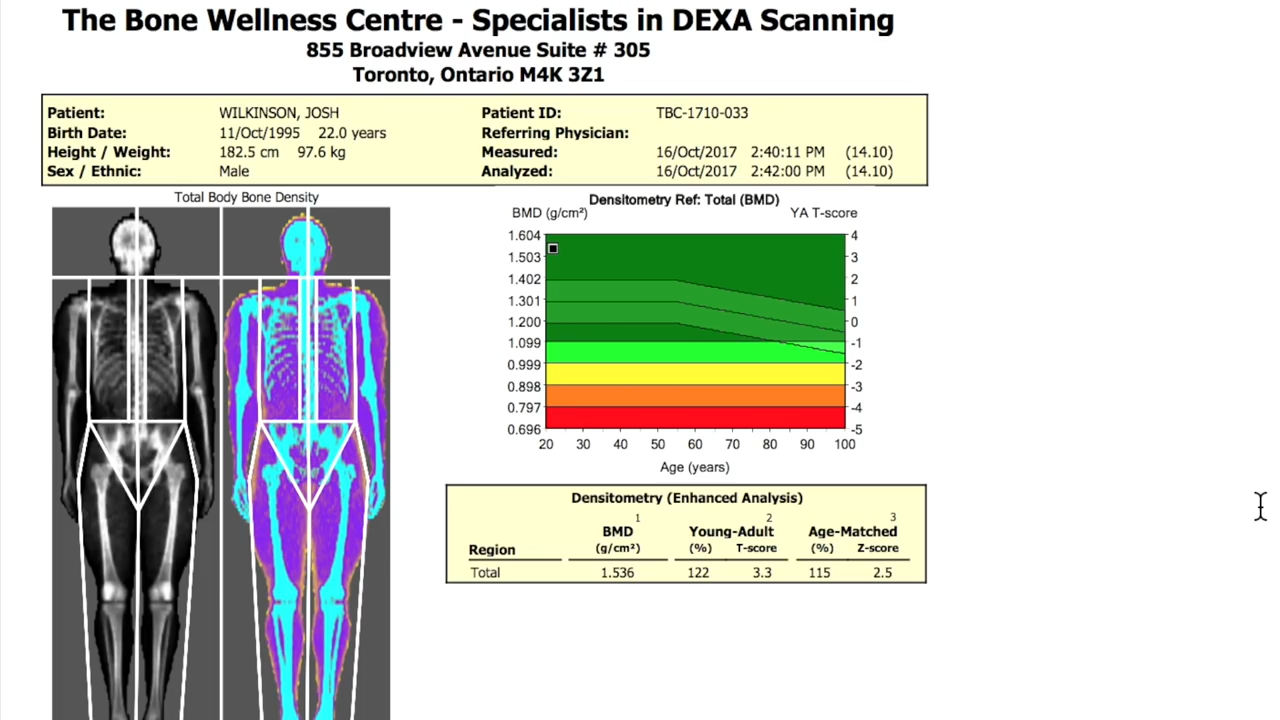 The Bone Wellness Centre - Specialists in DEXA Scanning
855 Broadview Avenue Suite # 305
Toronto, Ontario M4K 3Z1
Patient: WILKINSON, JOSH Patient ID: TBC-1710-033
Birth Date: 11/Oct/1995 22.0 years Referring Physician:
Height / Weight: 182.5 cm 97.6 kg Measured: 16/Oct/2017 2:40:11 PM (14.10)
Sex / Ethnic: Male Analyzed: 16/Oct/2017 2:42:00 PM (14.10)
Total Body Bone Density
Densitometry Ref: Total (BMD)
BMD (g/cm²) YA T-score
1.604 4
1.503 3
1.402 2
1.301 1
1.200 0
1.099 -1
0.999 -2
0.898 -3
0.797 -4
0.696 -5
20 30 40 50 60 70 80 90 100
Age (years)
Densitometry (Enhanced Analysis)
1 2 3
BMD Young-Adult Age-Matched
Region (g/cm²) (%) T-score (%) Z-score
Total 1.536 122 3.3 115 2.5